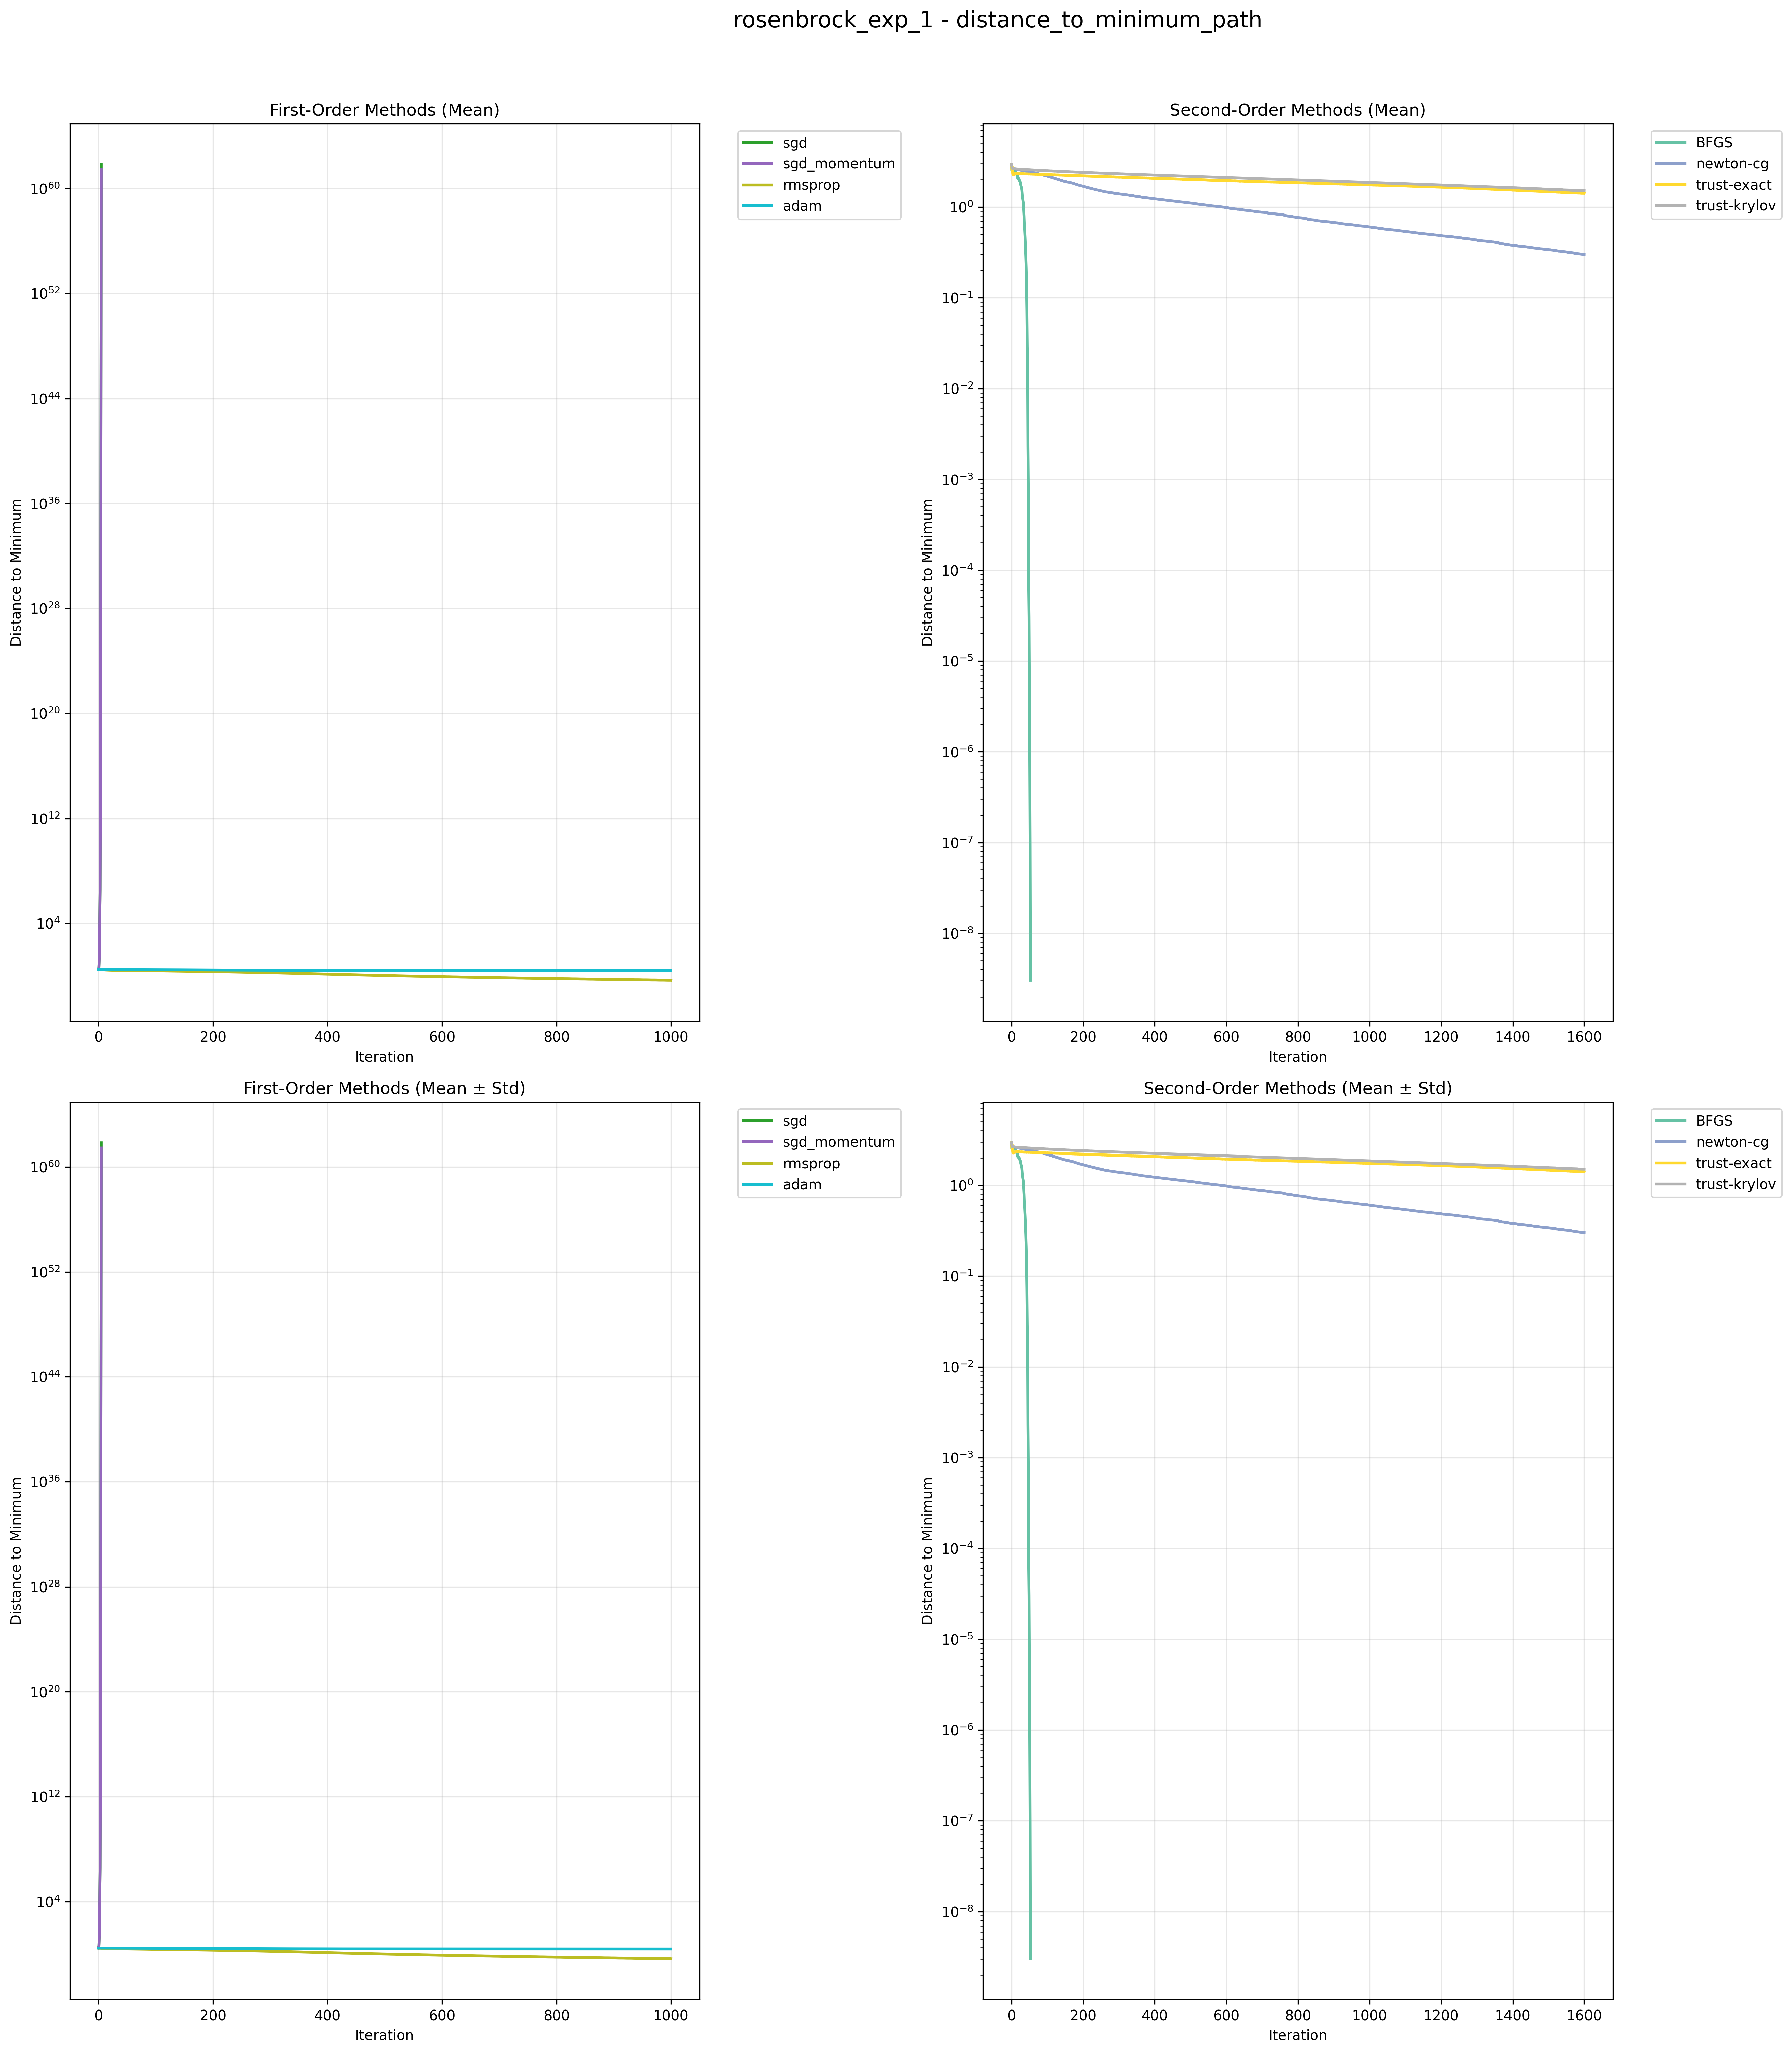 rosenbrock_exp_1 - distance_to_minimum_path
First-Order Methods (Mean)
Distance to Minimum
10^60
10^52
10^44
10^36
10^28
10^20
10^12
10^4
0 200 400 600 800 1000
Iteration
sgd
sgd_momentum
rmsprop
adam
Second-Order Methods (Mean)
Distance to Minimum
10^0
10^-1
10^-2
10^-3
10^-4
10^-5
10^-6
10^-7
10^-8
0 200 400 600 800 1000 1200 1400 1600
Iteration
BFGS
newton-cg
trust-exact
trust-krylov
First-Order Methods (Mean ± Std)
Distance to Minimum
10^60
10^52
10^44
10^36
10^28
10^20
10^12
10^4
0 200 400 600 800 1000
Iteration
sgd
sgd_momentum
rmsprop
adam
Second-Order Methods (Mean ± Std)
Distance to Minimum
10^0
10^-1
10^-2
10^-3
10^-4
10^-5
10^-6
10^-7
10^-8
0 200 400 600 800 1000 1200 1400 1600
Iteration
BFGS
newton-cg
trust-exact
trust-krylov